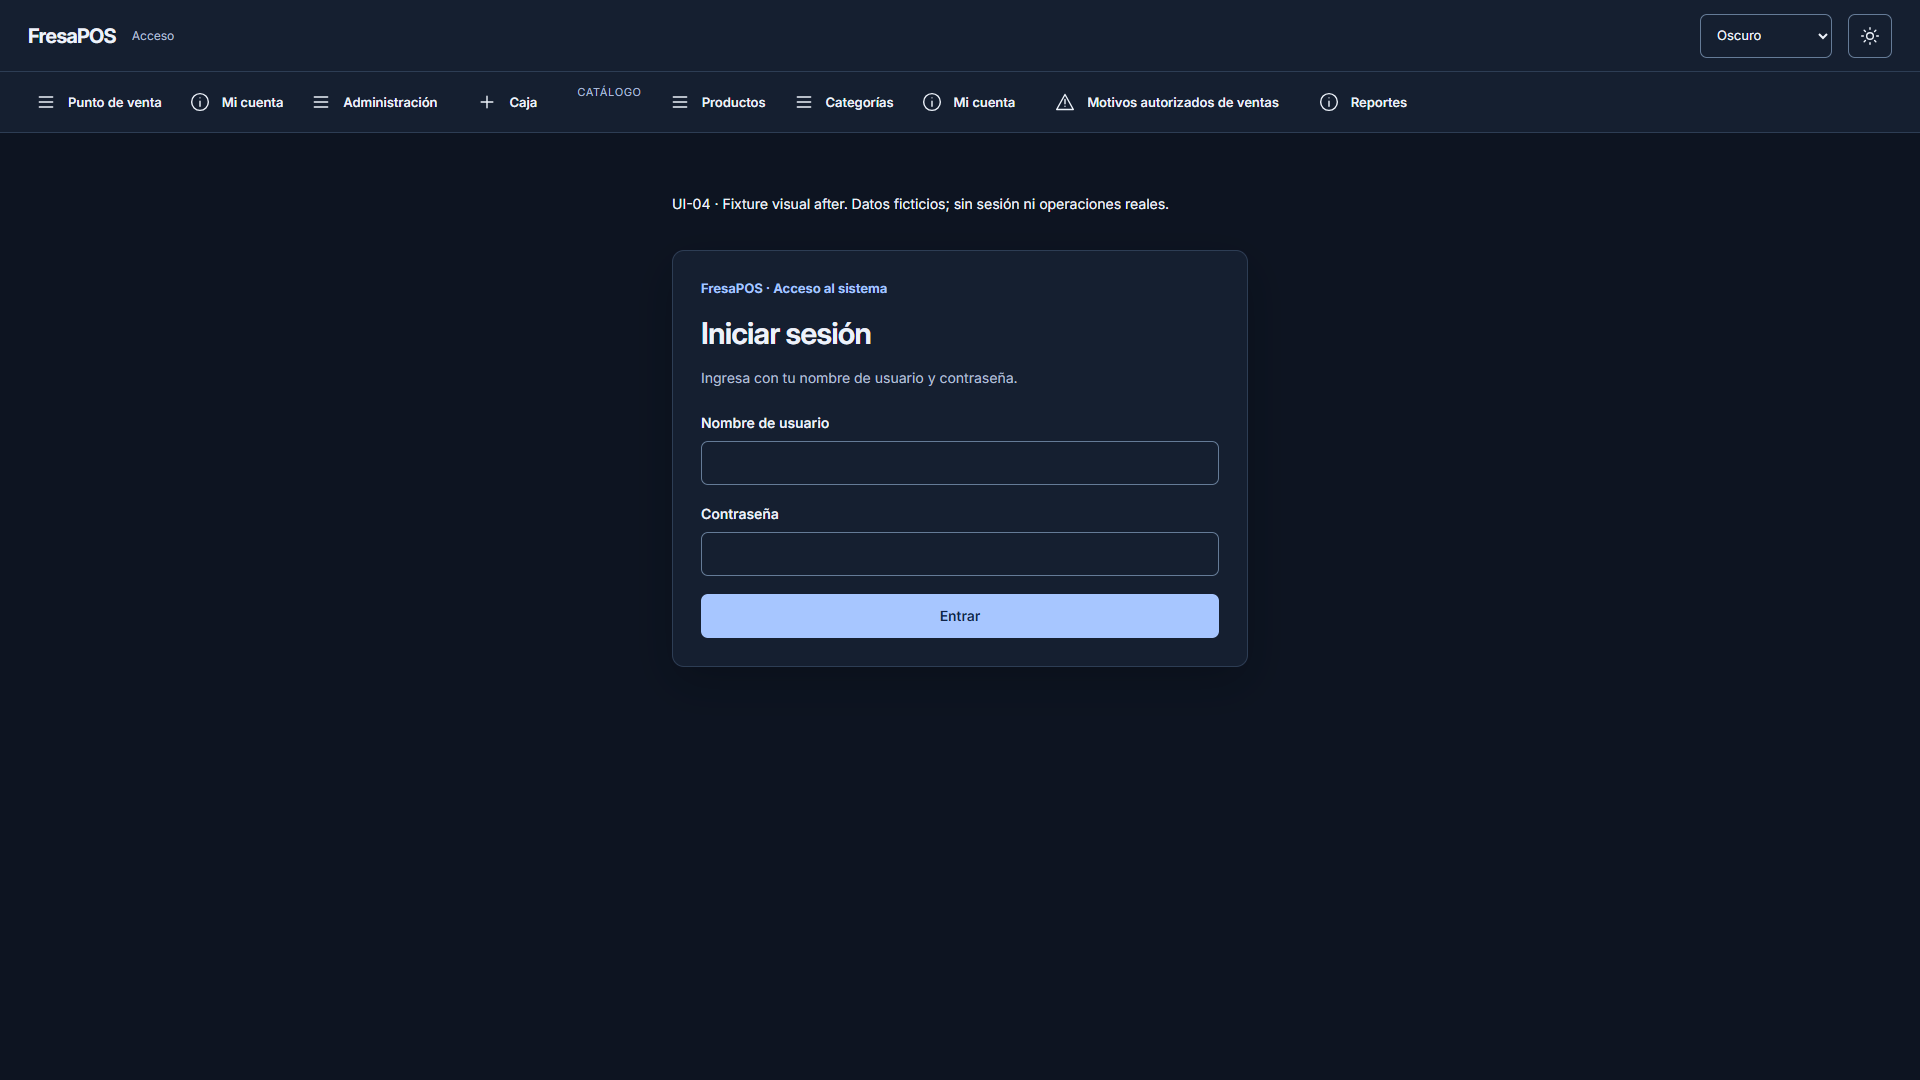 FresaPOS Acceso Oscuro
Punto de venta Mi cuenta Administración Caja CATÁLOGO Productos Categorías Mi cuenta Motivos autorizados de ventas Reportes
UI-04 · Fixture visual after. Datos ficticios; sin sesión ni operaciones reales.
FresaPOS · Acceso al sistema
Iniciar sesión
Ingresa con tu nombre de usuario y contraseña.
Nombre de usuario
Contraseña
Entrar